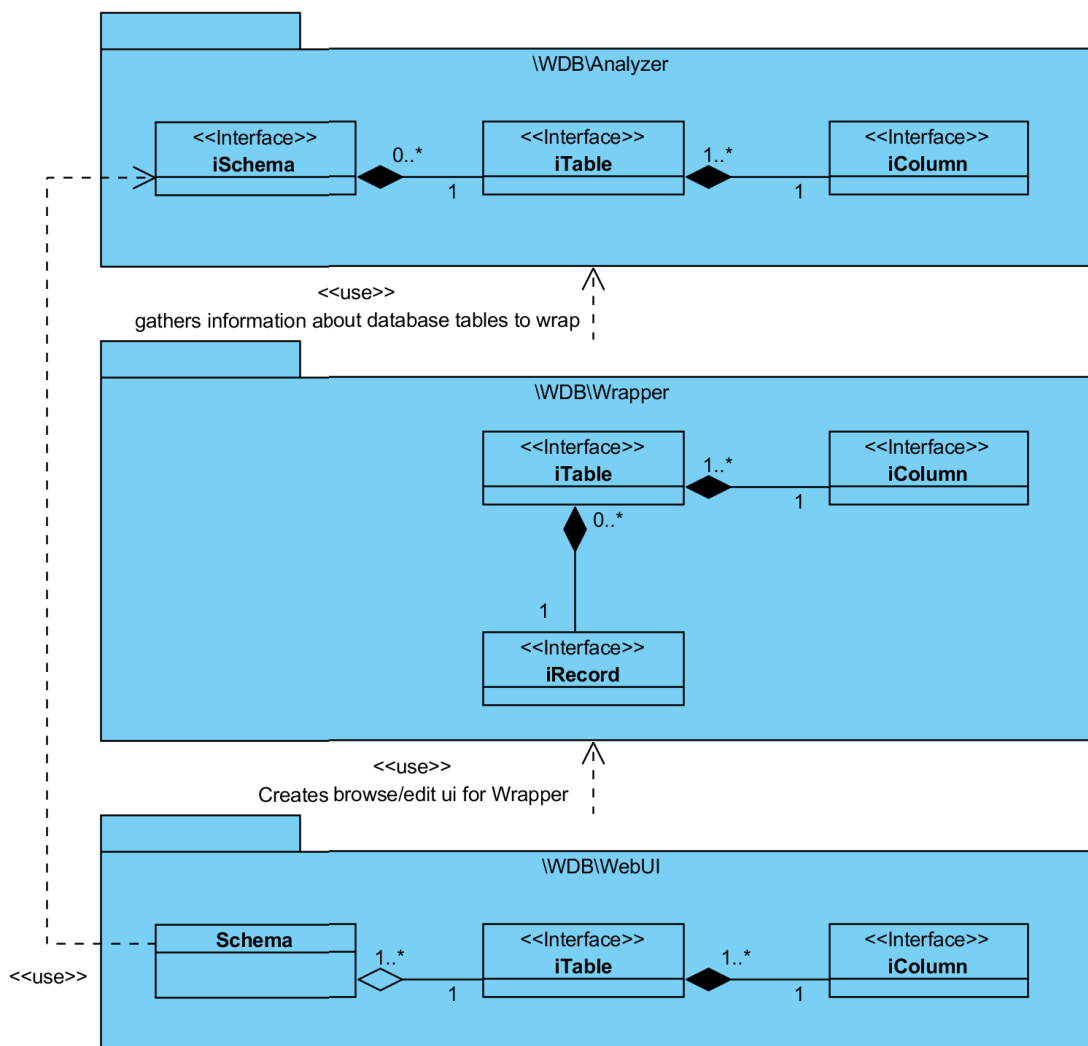 \WDB\Analyzer
<<Interface>>
iSchema
0..*
1
<<Interface>>
iTable
1..*
1
<<Interface>>
iColumn
<<use>>
gathers information about database tables to wrap
\WDB\Wrapper
<<Interface>>
iTable
1..*
1
<<Interface>>
iColumn
0..*
1
<<Interface>>
iRecord
<<use>>
Creates browse/edit ui for Wrapper
\WDB\WebUI
Schema
1..*
1
<<Interface>>
iTable
1..*
1
<<Interface>>
iColumn
<<use>>